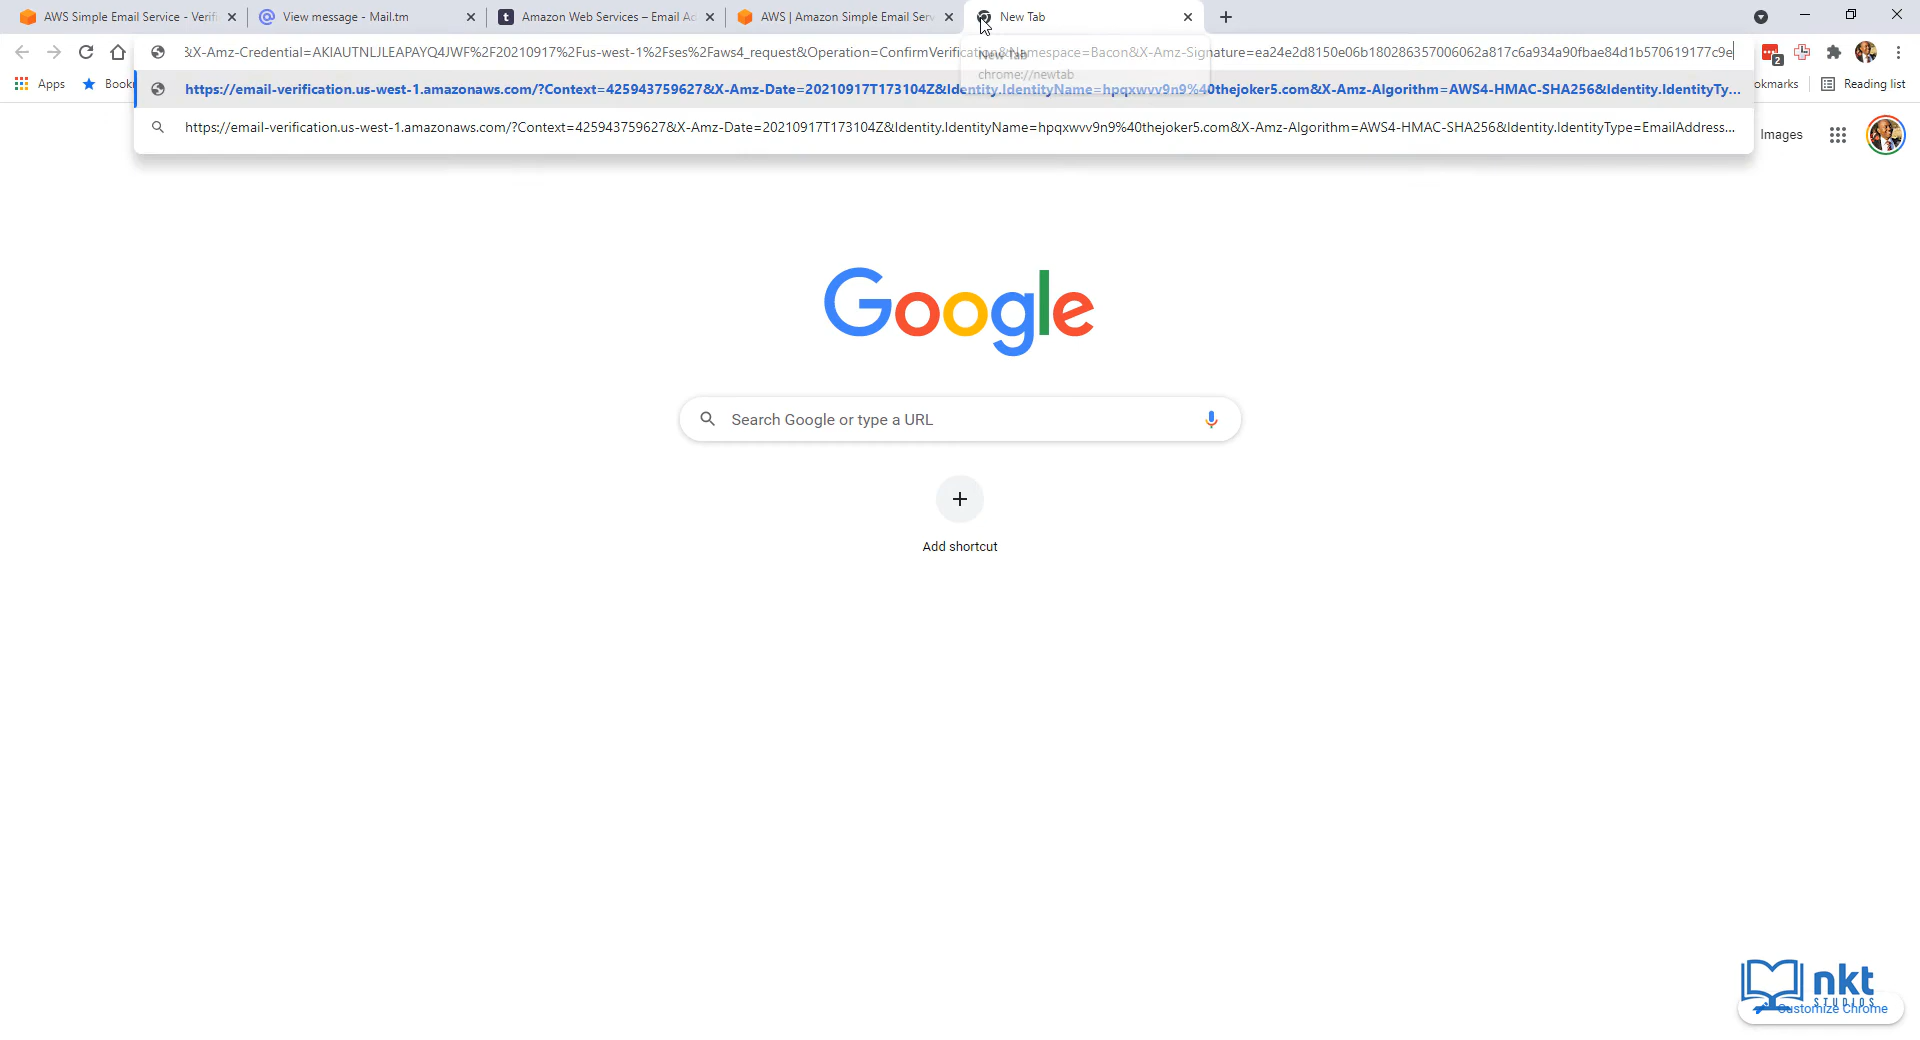 AWS Simple Email Service - Verifi
View message - Mail.tm
Amazon Web Services – Email Ad
AWS | Amazon Simple Email Serv
New Tab
&X-Amz-Credential=AKIAUTNLJLEAPAYQ4JWF%2F20210917%2Fus-west-1%2Fses%2Faws4_request&Operation=ConfirmVerification&Namespace=Bacon&X-Amz-Signature=ea24e2d8150e06b180286357006062a817c6a934a90fbae84d1b570619177c9e
2
New Tab
chrome://newtab
Apps
Bookn
https://email-verification.us-west-1.amazonaws.com/?Context=425943759627&X-Amz-Date=20210917T173104Z&Identity.IdentityName=hpqxwvv9n9%40thejoker5.com&X-Amz-Algorithm=AWS4-HMAC-SHA256&Identity.IdentityTy...
okmarks
Reading list
https://email-verification.us-west-1.amazonaws.com/?Context=425943759627&X-Amz-Date=20210917T173104Z&Identity.IdentityName=hpqxwvv9n9%40thejoker5.com&X-Amz-Algorithm=AWS4-HMAC-SHA256&Identity.IdentityType=EmailAddress...
Images
Google
Search Google or type a URL
Add shortcut
nkt
STUDIOS
Customize Chrome